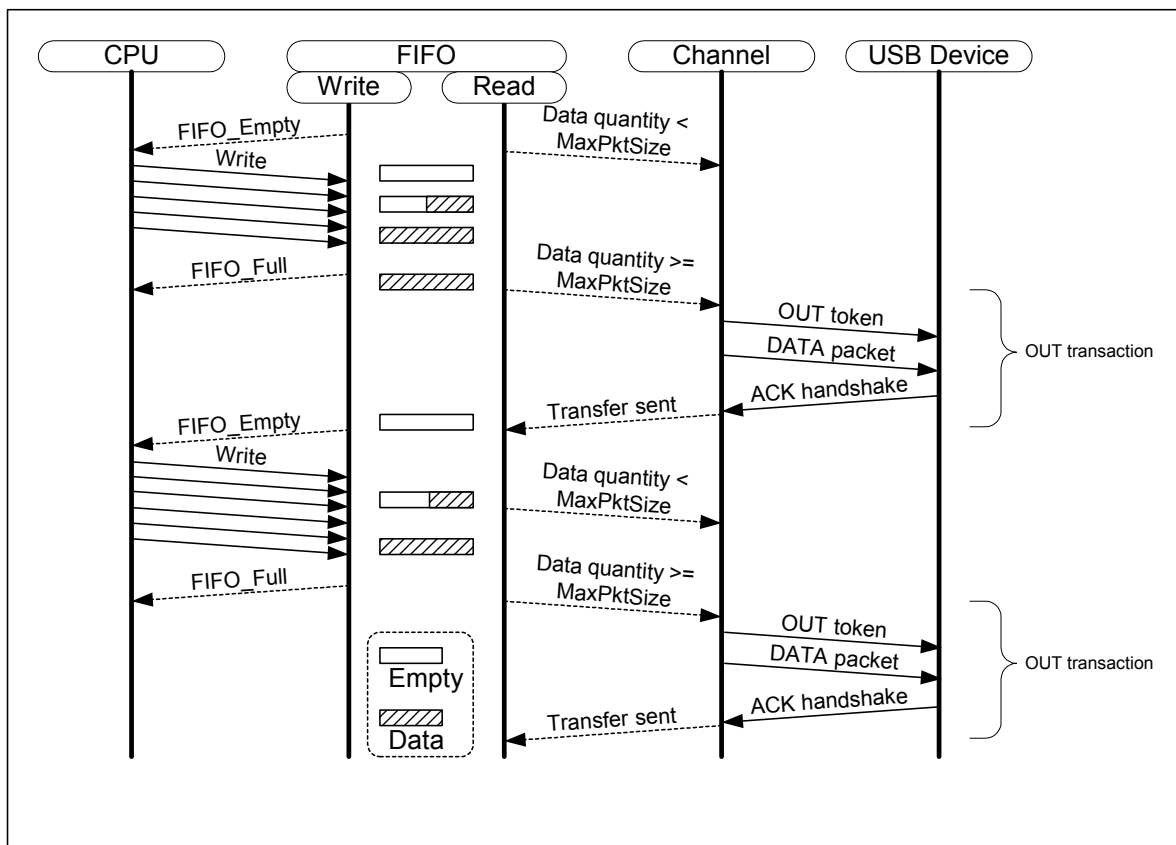 CPU
FIFO
Channel
USB Device
Write
Read
FIFO_Empty
Data quantity <
MaxPktSize
Write
FIFO_Full
Data quantity >=
MaxPktSize
OUT token
DATA packet
OUT transaction
ACK handshake
Transfer sent
FIFO_Empty
Write
Data quantity <
MaxPktSize
FIFO_Full
Data quantity >=
MaxPktSize
OUT token
DATA packet
OUT transaction
ACK handshake
Transfer sent
Empty
Data